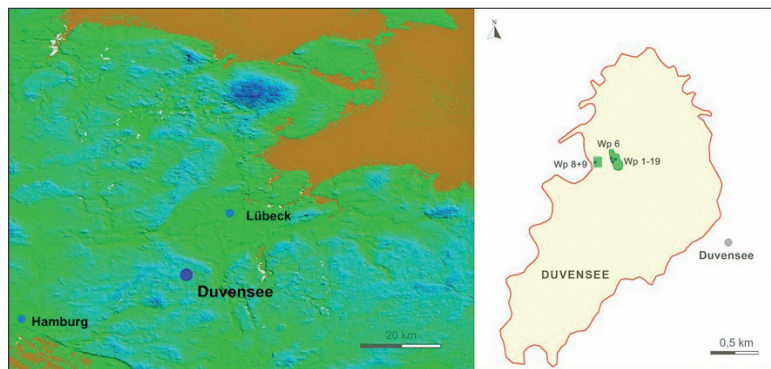 Lübeck
Duvensee
Hamburg
20 km
N
Wp 6
Wp 8+9
Wp 1-19
Duvensee
DUVENSEE
0,5 km